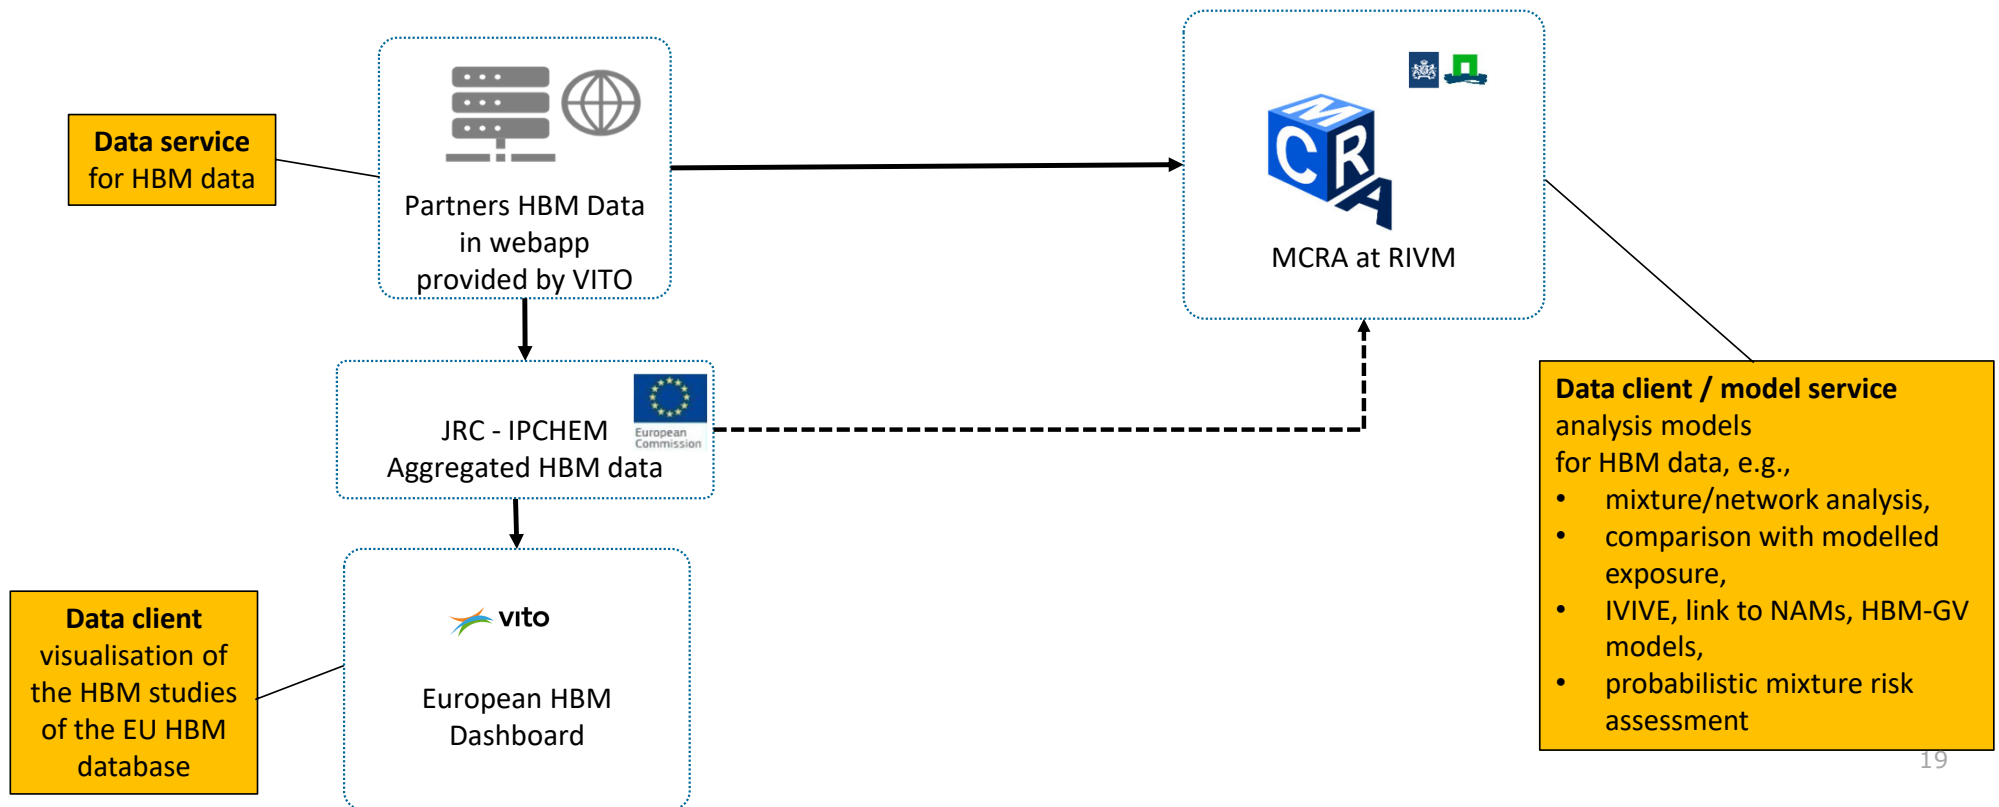 Data service
for HBM data
Partners HBM Data
in webapp
provided by VITO
MCRA
MCRA at RIVM
JRC - IPCHEM
Aggregated HBM data
European
Commission
Data client
visualisation of
the HBM studies
of the EU HBM
database
vito
European HBM
Dashboard
Data client / model service
analysis models
for HBM data, e.g.,
• mixture/network analysis,
• comparison with modelled
exposure,
• IVIVE, link to NAMs, HBM-GV
models,
• probabilistic mixture risk
assessment
19